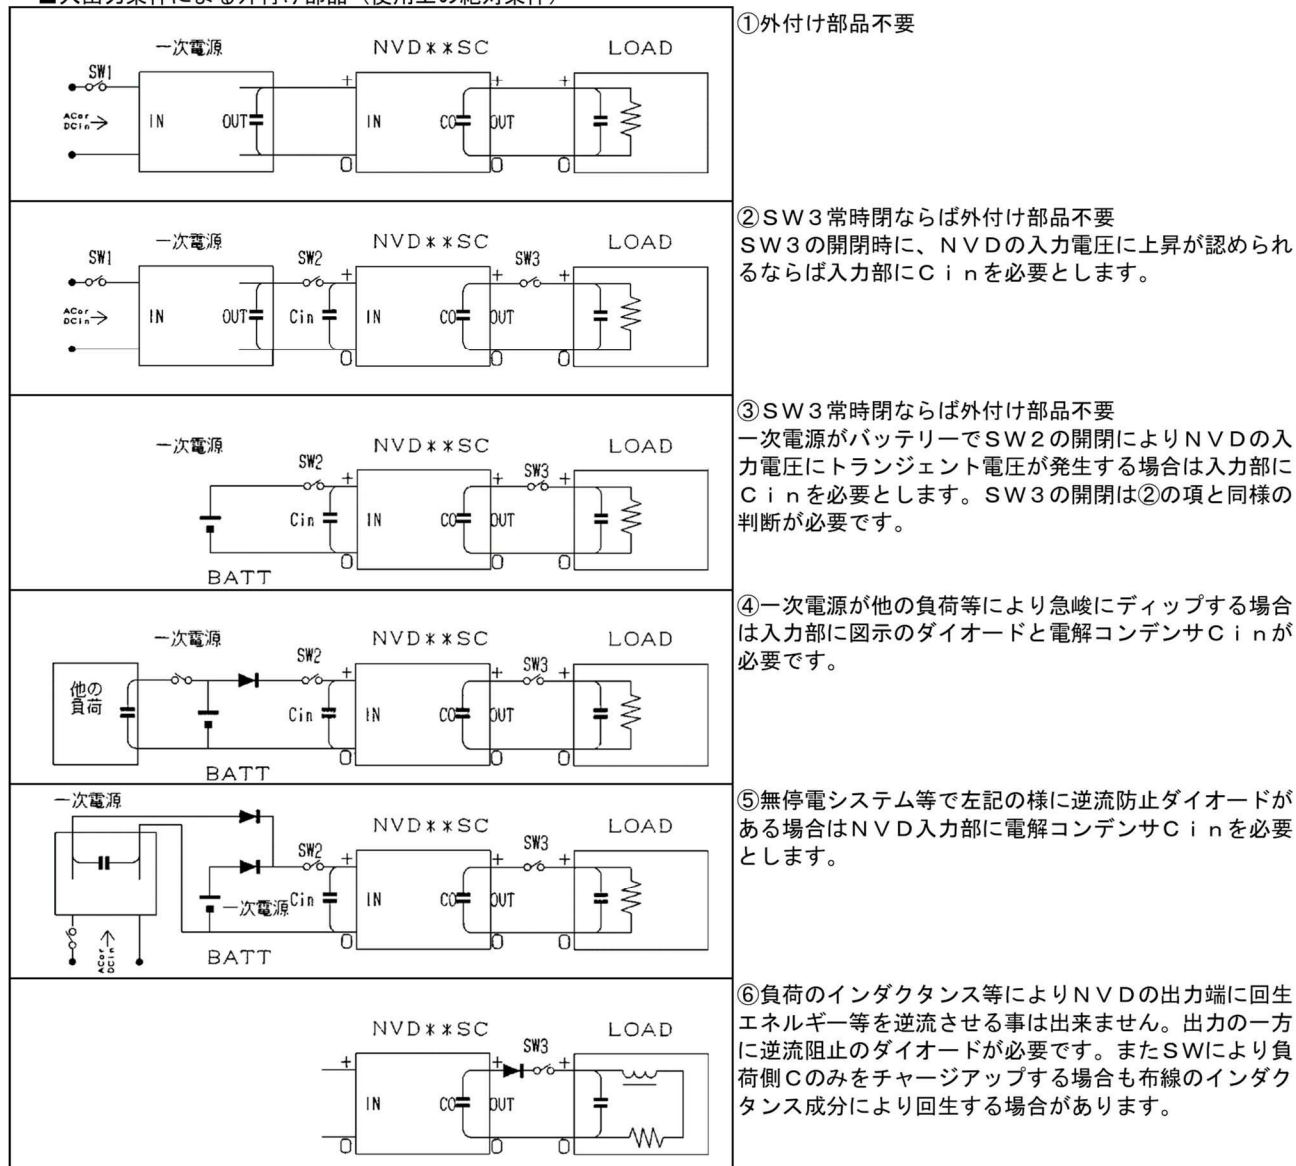 ■入出力条件による外付け部品（使用上の絶対条件）
一次電源 NVD**SC LOAD
SW1
ACor
DCin
IN OUT + IN CO + OUT +
0 0 0
①外付け部品不要
一次電源 NVD**SC LOAD
SW1 SW2 SW3
ACor
DCin
IN OUT Cin + IN CO + OUT +
0 0 0
②ＳＷ３常時閉ならば外付け部品不要
ＳＷ３の開閉時に、ＮＶＤの入力電圧に上昇が認められ
るならば入力部にＣｉｎを必要とします。
一次電源 NVD**SC LOAD
SW2 SW3
Cin + IN CO + OUT +
0 0 0
BATT
③ＳＷ３常時閉ならば外付け部品不要
一次電源がバッテリーでＳＷ２の開閉によりＮＶＤの入
力電圧にトランジェント電圧が発生する場合は入力部に
Ｃｉｎを必要とします。ＳＷ３の開閉は②の項と同様の
判断が必要です。
一次電源 NVD**SC LOAD
SW2 SW3
他の
負荷
Cin + IN CO + OUT +
0 0 0
BATT
④一次電源が他の負荷等により急峻にディップする場合
は入力部に図示のダイオードと電解コンデンサＣｉｎが
必要です。
一次電源
NVD**SC LOAD
SW2 SW3
一次電源 Cin + IN CO + OUT +
0 0 0
ACor
DCin
BATT
⑤無停電システム等で左記の様に逆流防止ダイオードが
ある場合はＮＶＤ入力部に電解コンデンサＣｉｎを必要
とします。
NVD**SC LOAD
SW3
+ IN CO + OUT +
0 0 0
⑥負荷のインダクタンス等によりＮＶＤの出力端に回生
エネルギー等を逆流させる事は出来ません。出力の一方
に逆流阻止のダイオードが必要です。またＳＷにより負
荷側Ｃのみをチャージアップする場合も布線のインダク
タンス成分により回生する場合があります。